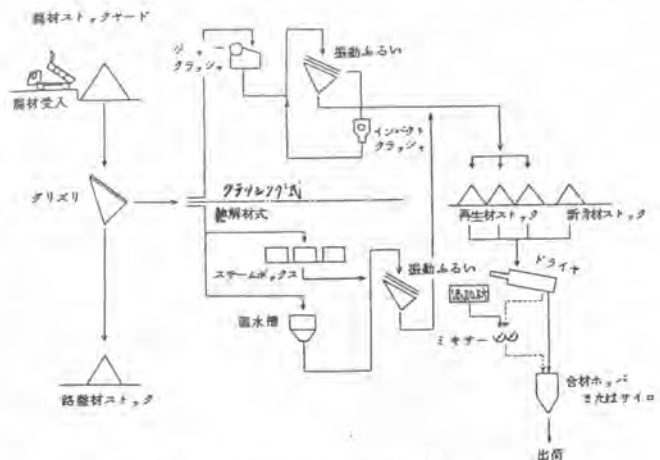 廃材ストックヤード
廃材受入
グリズリ
路盤材ストック
ジョー
クラッシャ
振動ふるい
インパクト
クラッシャ
クラッシング式
熱解材式
スチームボックス
温水槽
振動ふるい
再生材ストック
新骨材ストック
ドライヤ
添加剤
ミキサー
合材ホッパ
またはサイロ
出荷